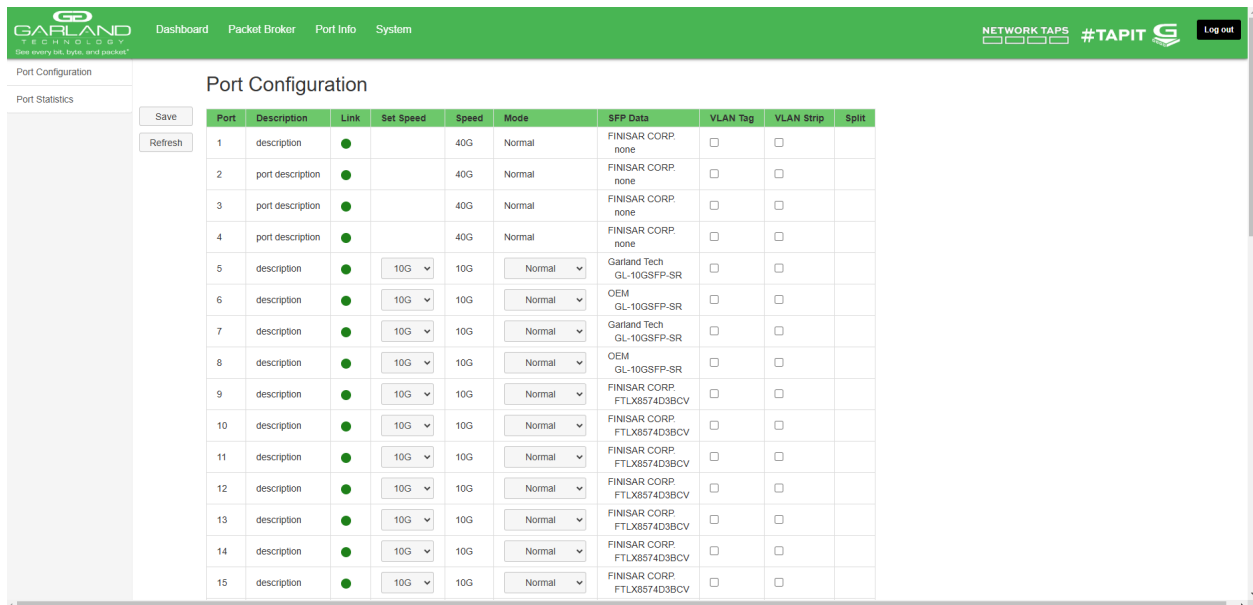 GARLAND
TECHNOLOGY
See every bit, byte, and packet®
Dashboard Packet Broker Port Info System
NETWORK TAPS #TAPIT
Log out
Port Configuration
Port Statistics
Port Configuration
Save
Refresh
Port Description Link Set Speed Speed Mode SFP Data VLAN Tag VLAN Strip Split
1 description 40G Normal FINISAR CORP.
none
2 port description 40G Normal FINISAR CORP.
none
3 port description 40G Normal FINISAR CORP.
none
4 port description 40G Normal FINISAR CORP.
none
5 description 10G 10G Normal Garland Tech
GL-10GSFP-SR
6 description 10G 10G Normal OEM
GL-10GSFP-SR
7 description 10G 10G Normal Garland Tech
GL-10GSFP-SR
8 description 10G 10G Normal OEM
GL-10GSFP-SR
9 description 10G 10G Normal FINISAR CORP.
FTLX8574D3BCV
10 description 10G 10G Normal FINISAR CORP.
FTLX8574D3BCV
11 description 10G 10G Normal FINISAR CORP.
FTLX8574D3BCV
12 description 10G 10G Normal FINISAR CORP.
FTLX8574D3BCV
13 description 10G 10G Normal FINISAR CORP.
FTLX8574D3BCV
14 description 10G 10G Normal FINISAR CORP.
FTLX8574D3BCV
15 description 10G 10G Normal FINISAR CORP.
FTLX8574D3BCV